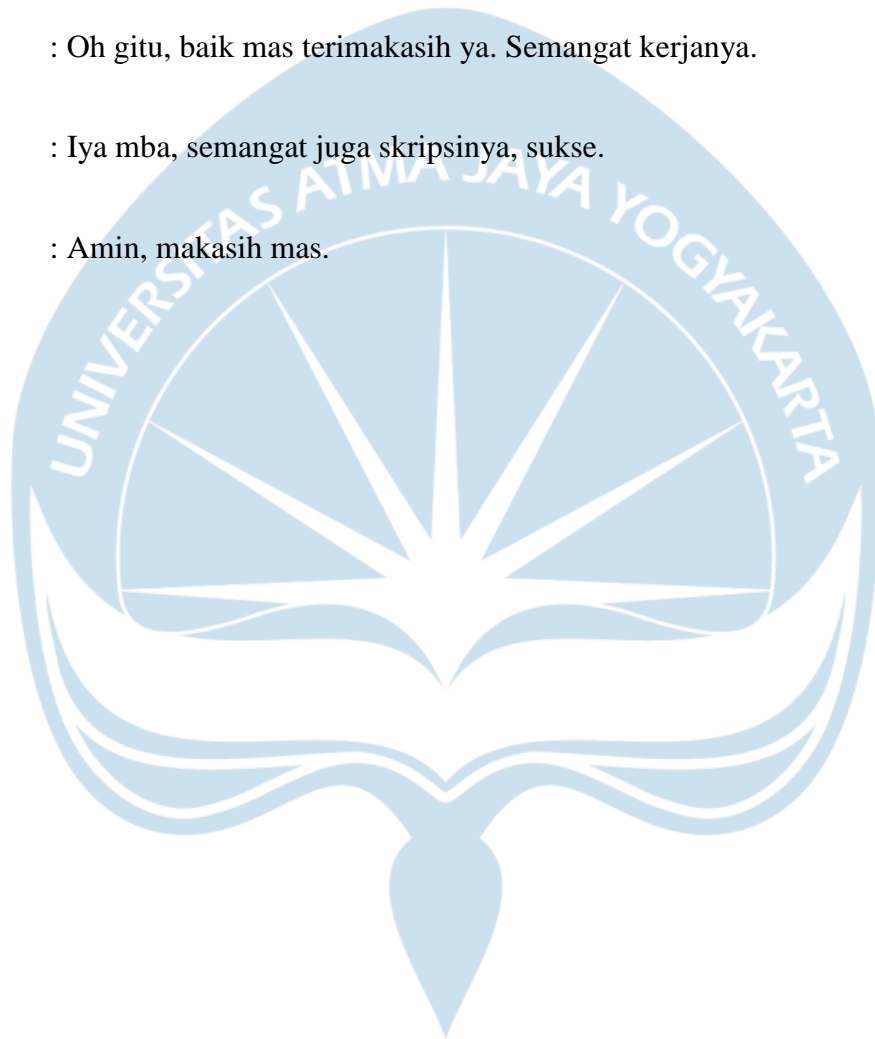 : Oh gitu, baik mas terimakasih ya. Semangat kerjanya.
: Iya mba, semangat juga skripsinya, sukse.
: Amin, makasih mas.
UNIVERSITAS ATMA JAYA YOGYAKARTA